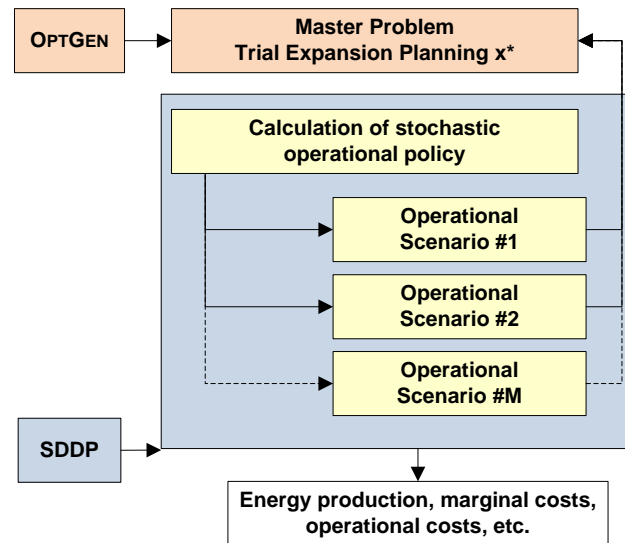 OPTGEN
Master Problem
Trial Expansion Planning x*
Calculation of stochastic
operational policy
Operational
Scenario #1
Operational
Scenario #2
Operational
Scenario #M
SDDP
Energy production, marginal costs,
operational costs, etc.